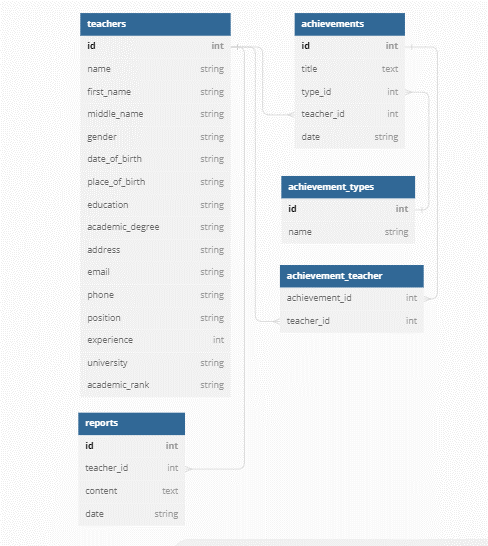 teachers
id int
name string
first_name string
middle_name string
gender string
date_of_birth string
place_of_birth string
education string
academic_degree string
address string
email string
phone string
position string
experience int
university string
academic_rank string
reports
id int
teacher_id int
content text
date string
achievements
id int
title text
type_id int
teacher_id int
date string
achievement_types
id int
name string
achievement_teacher
achievement_id int
teacher_id int